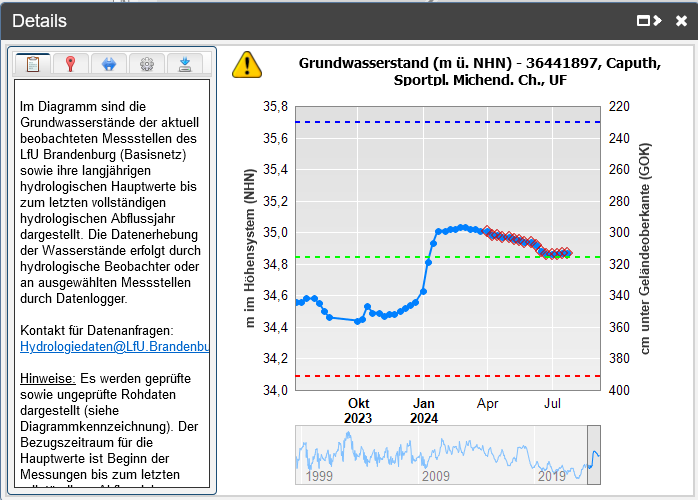 Details
Im Diagramm sind die
Grundwasserstände der aktuell
beobachteten Messstellen des
LfU Brandenburg (Basisnetz)
sowie ihre langjährigen
hydrologischen Hauptwerte bis
zum letzten vollständigen
hydrologischen Abflussjahr
dargestellt. Die Datenerhebung
der Wasserstände erfolgt durch
hydrologische Beobachter oder
an ausgewählten Messstellen
durch Datenlogger.
Kontakt für Datenanfragen:
Hydrologiedaten@LfU.Brandenbu
Hinweise: Es werden geprüfte
sowie ungeprüfte Rohdaten
dargestellt (siehe
Diagrammkennzeichnung). Der
Bezugszeitraum für die
Hauptwerte ist Beginn der
Messungen bis zum letzten
Grundwasserstand (m ü. NHN) - 36441897, Caputh,
Sportpl. Michend. Ch., UF
m im Höhensystem (NHN)
35,8
35,6
35,4
35,2
35,0
34,8
34,6
34,4
34,2
34,0
220
240
260
280
300
320
340
360
380
400
cm unter Geländeoberkante (GOK)
Okt
2023
Jan
2024
Apr
Jul
1999
2009
2019